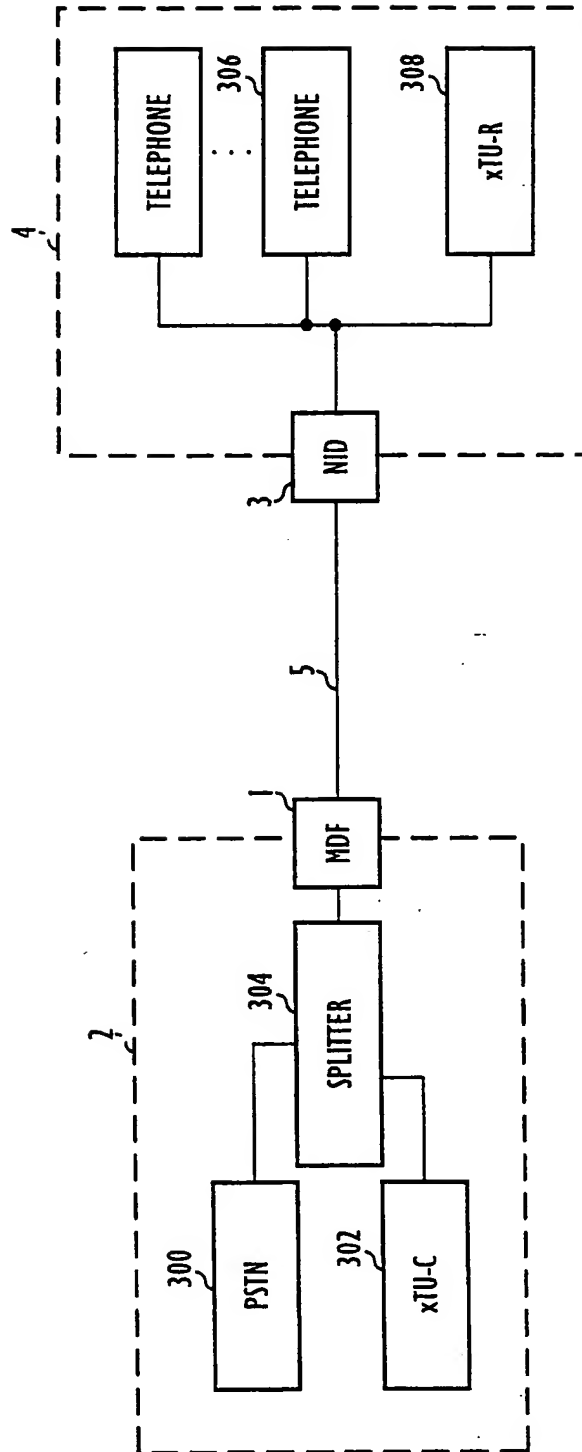 2
300
PSTN
302
xTU-C
304
SPLITTER
1
MDF
5
3
NID
4
TELEPHONE
306
TELEPHONE
308
xTU-R